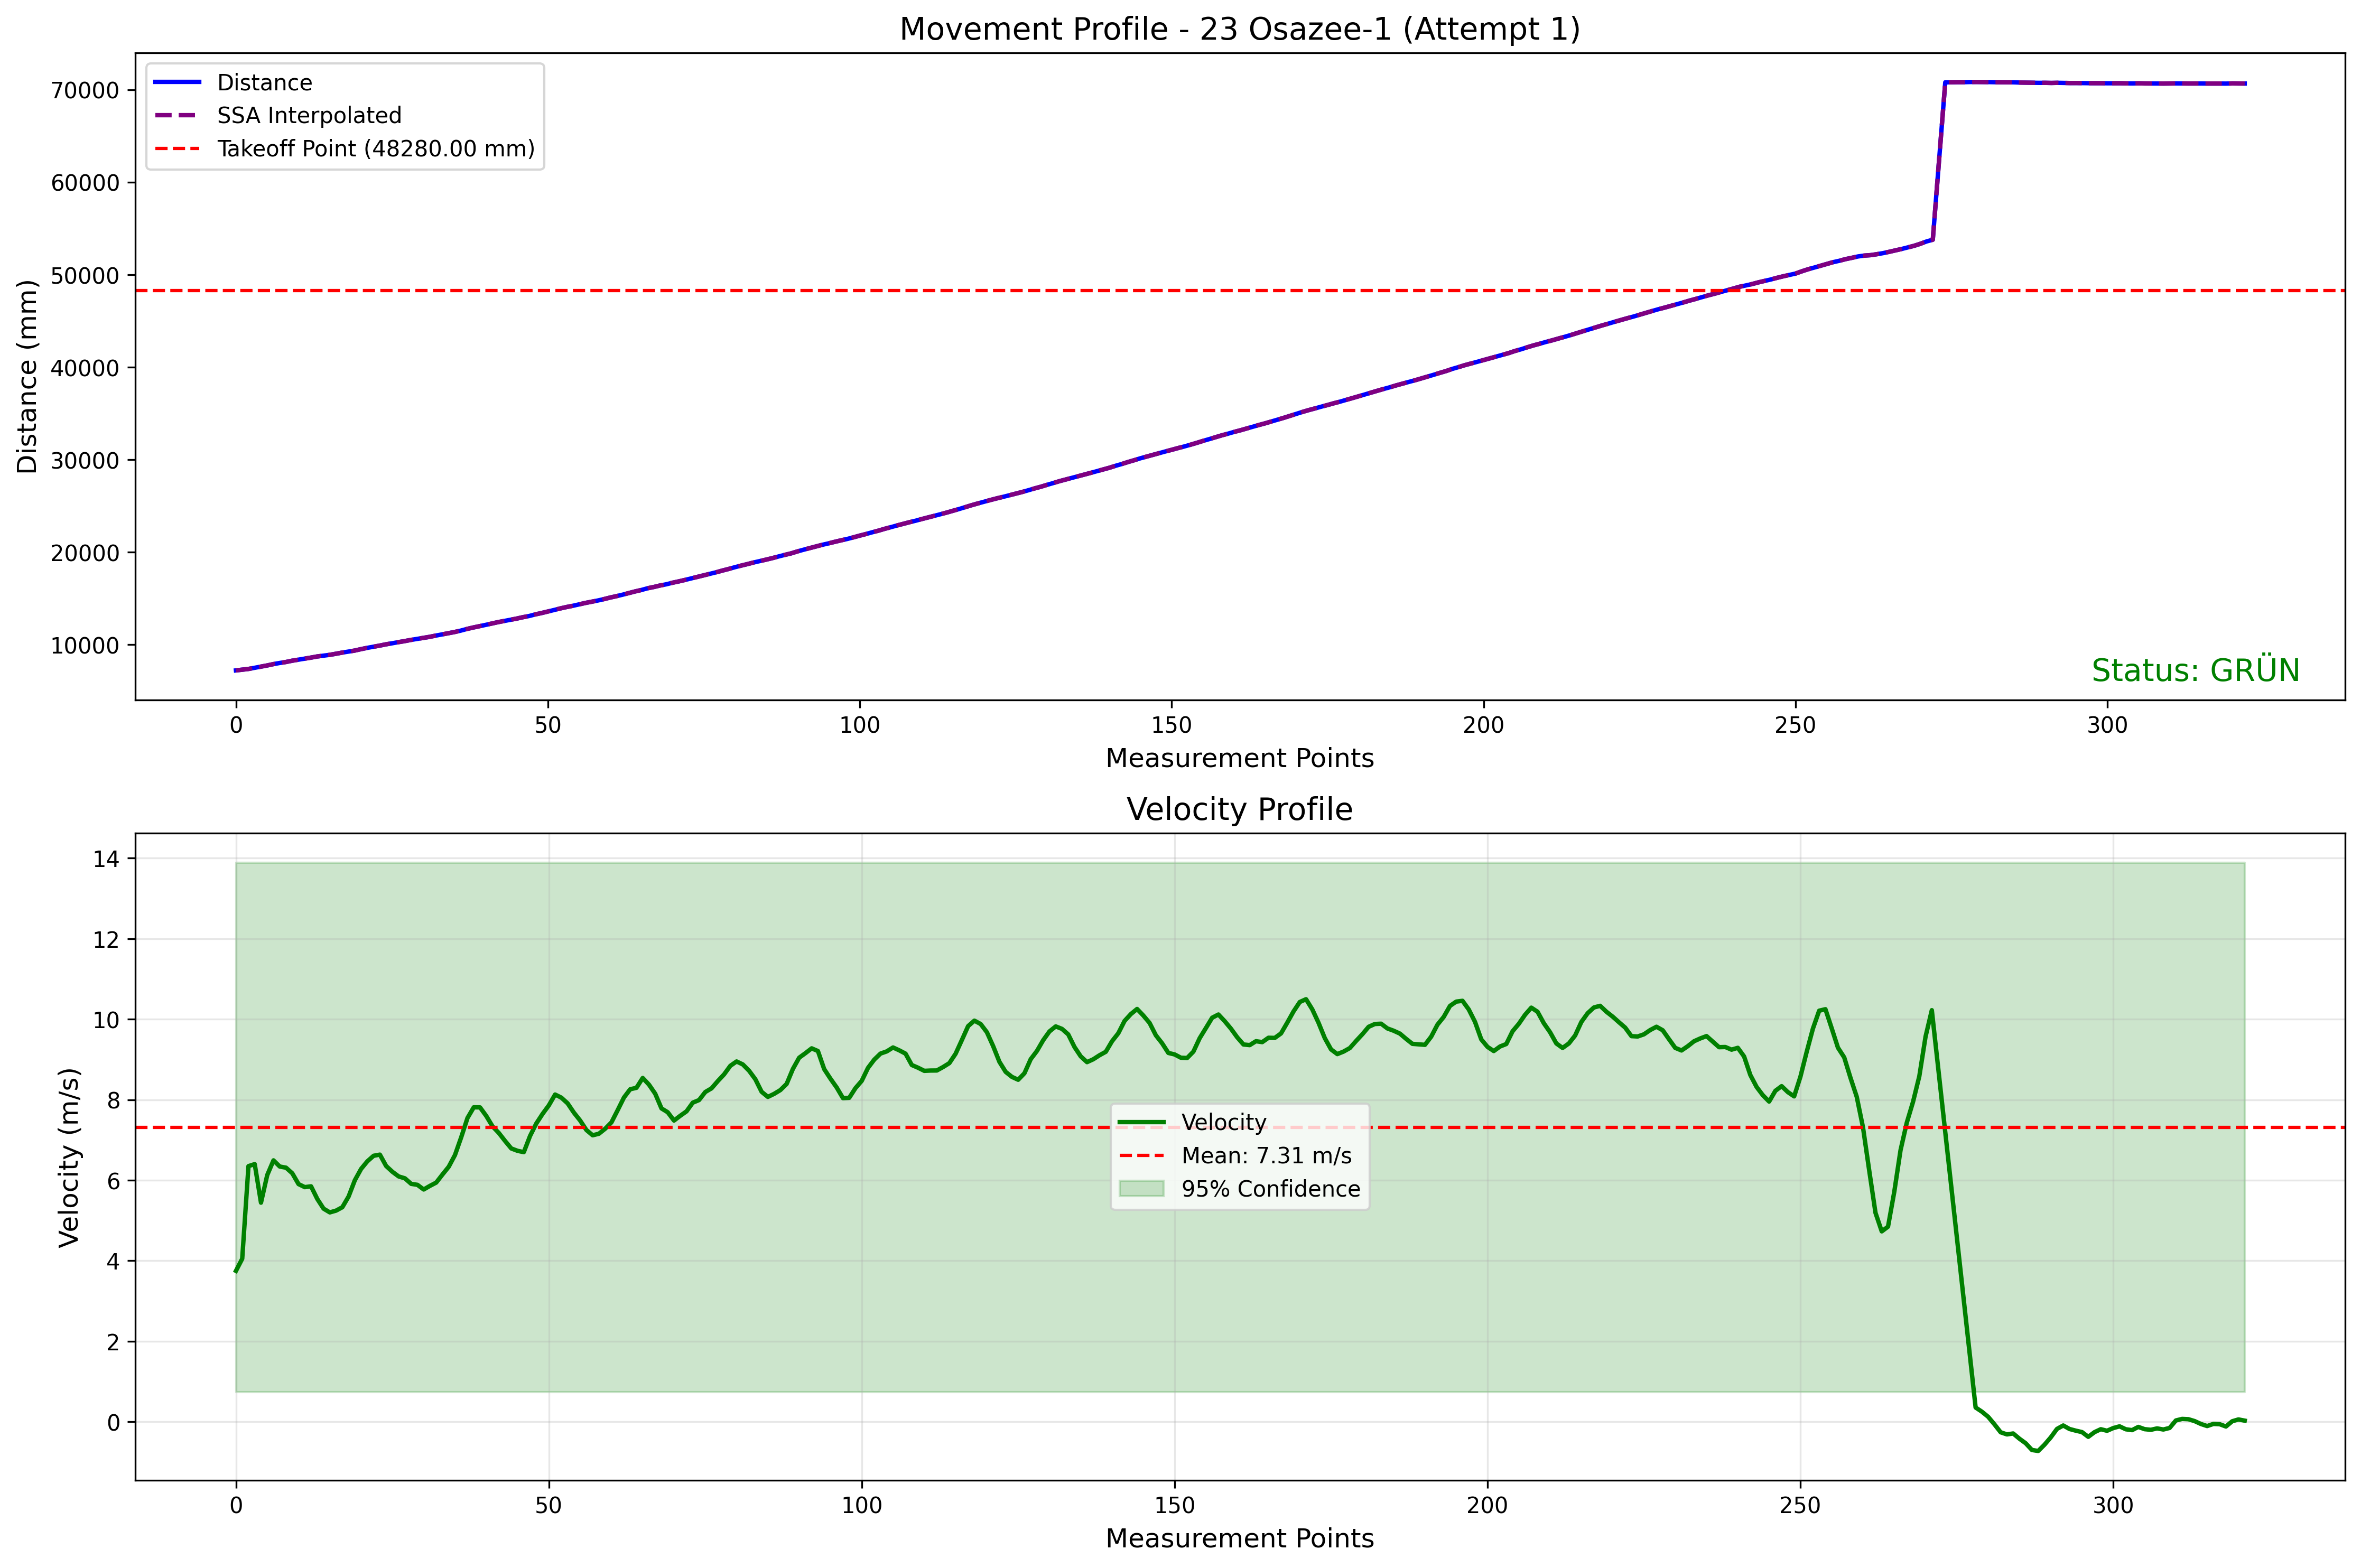 Movement Profile - 23 Osazee-1 (Attempt 1)
Distance
SSA Interpolated
Takeoff Point (48280.00 mm)
Distance (mm)
70000
60000
50000
40000
30000
20000
10000
Status: GRÜN
0 50 100 150 200 250 300
Measurement Points
Velocity Profile
Velocity (m/s)
14
12
10
8
6
4
2
0
Velocity
Mean: 7.31 m/s
95% Confidence
0 50 100 150 200 250 300
Measurement Points